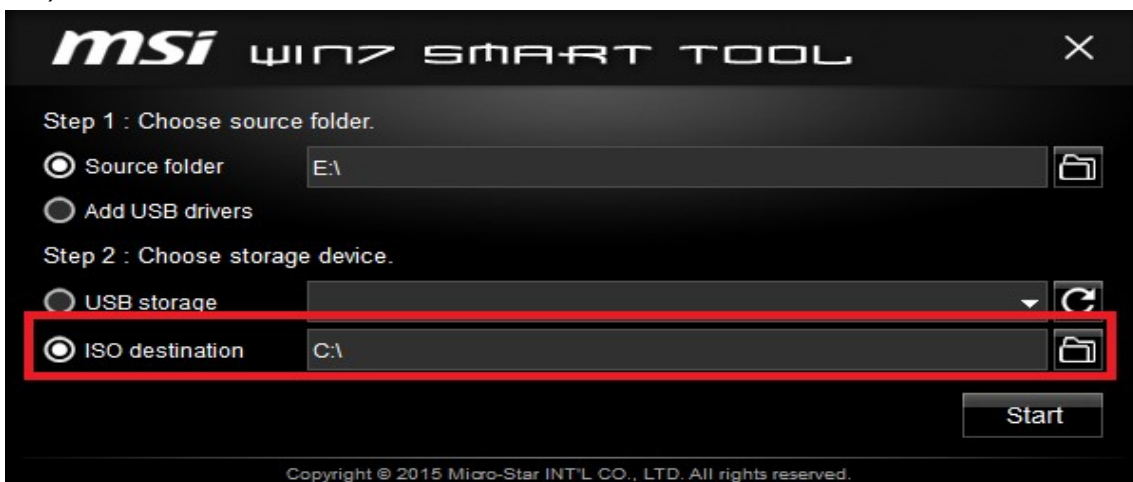 msi WIN7 SMART TOOL
Step 1 : Choose source folder.
Source folder E:\
Add USB drivers
Step 2 : Choose storage device.
USB storage
ISO destination C:\
Start
Copyright © 2015 Micro-Star INT'L CO., LTD. All rights reserved.